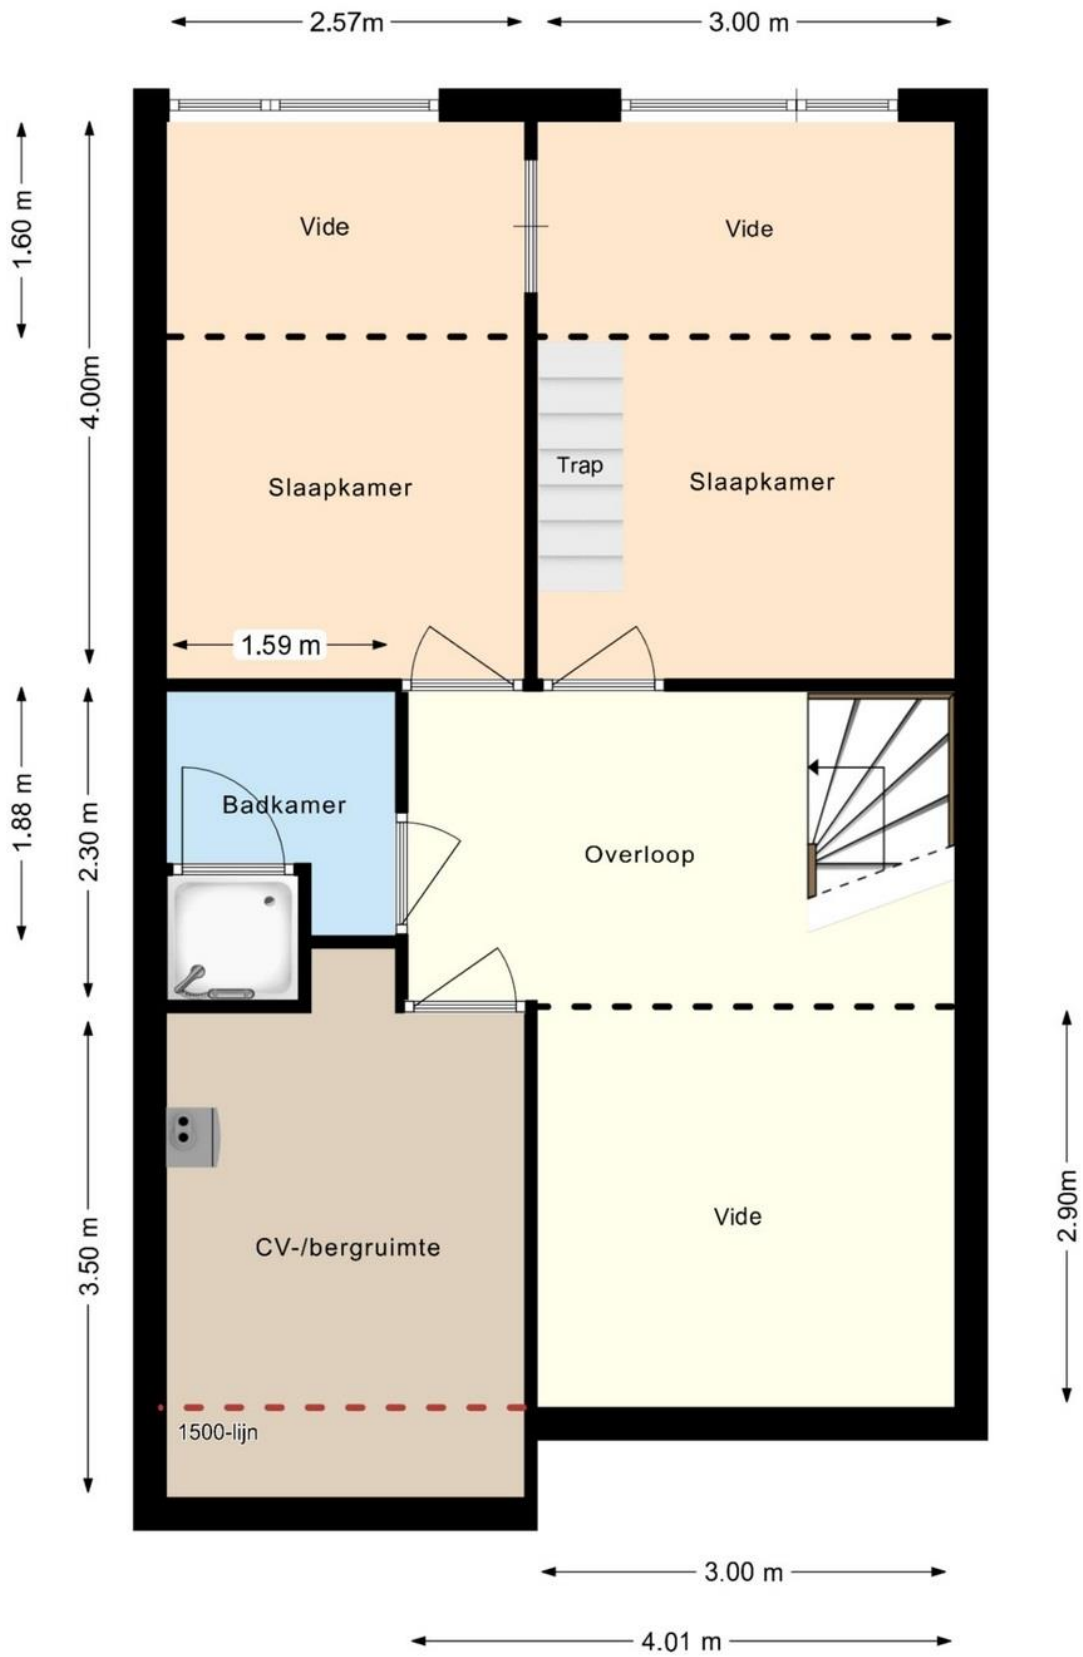 2.57m
3.00 m
1.60 m
4.00m
Vide
Vide
Trap
Slaapkamer
Slaapkamer
1.59 m
1.88 m
2.30 m
Badkamer
Overloop
3.50 m
2.90m
Vide
CV-/bergruimte
1500-lijn
3.00 m
4.01 m